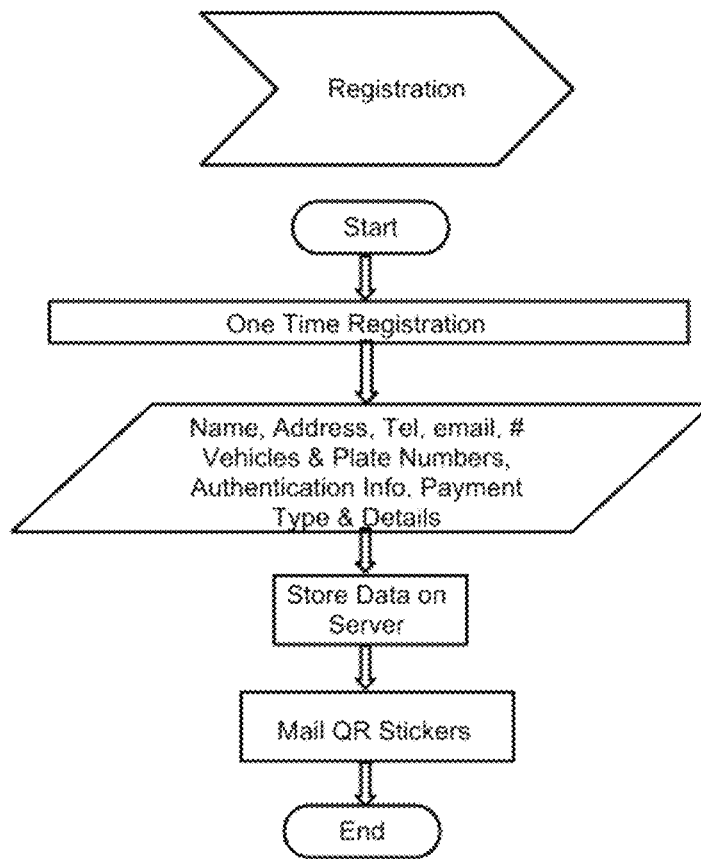 Registration
Start
One Time Registration
Name, Address, Tel, email, #
Vehicles & Plate Numbers,
Authentication Info, Payment
Type & Details
Store Data on
Server
Mail QR Stickers
End